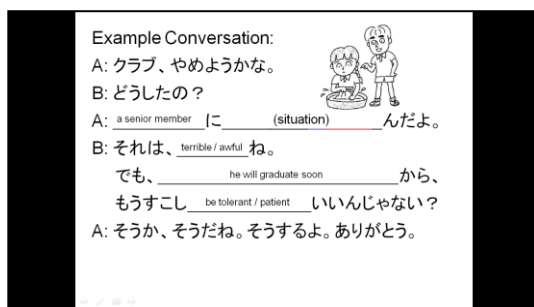 Example Conversation:
A: クラブ、やめようかな。
B: どうしたの？
A: a senior member に (situation) んだよ。
B: それは、 terrible / awful ね。
でも、 he will graduate soon から、
もうすこし be tolerant / patient いいんじゃない？
A: そうか、そうだね。そうするよ。ありがとう。